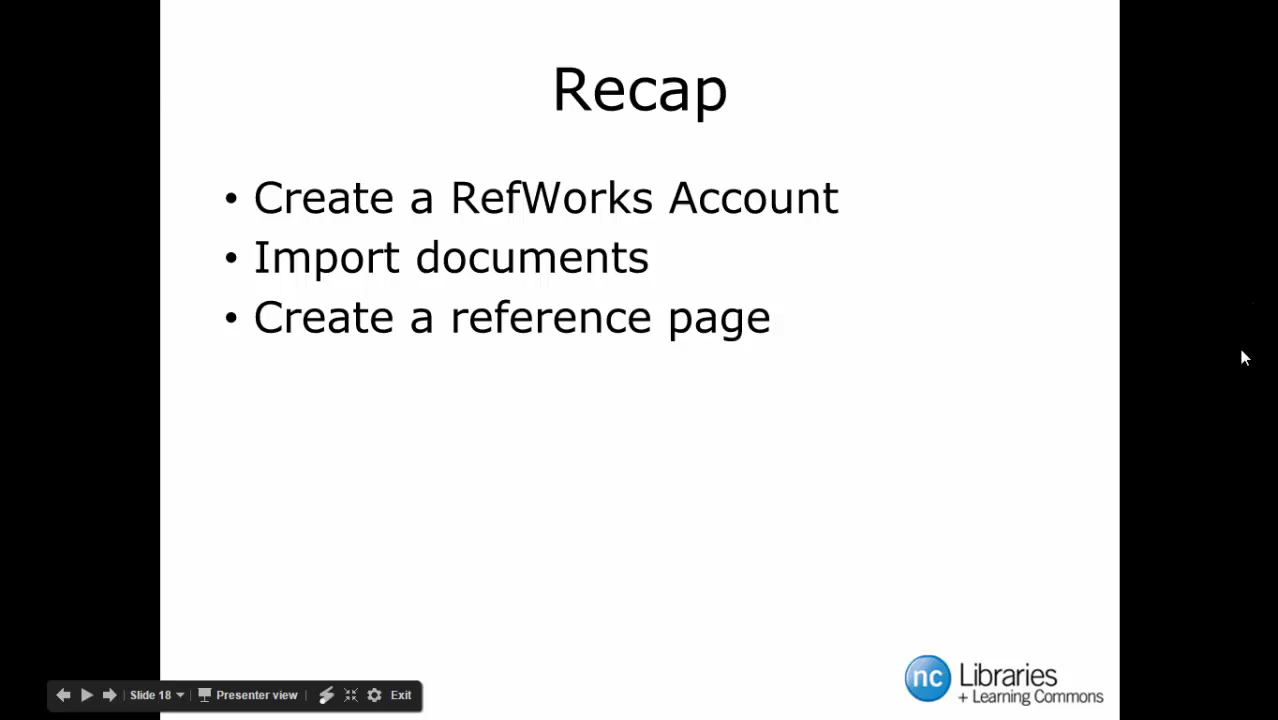 Recap
• Create a RefWorks Account
• Import documents
• Create a reference page
nc Libraries
+ Learning Commons
Slide 18 Presenter view Exit